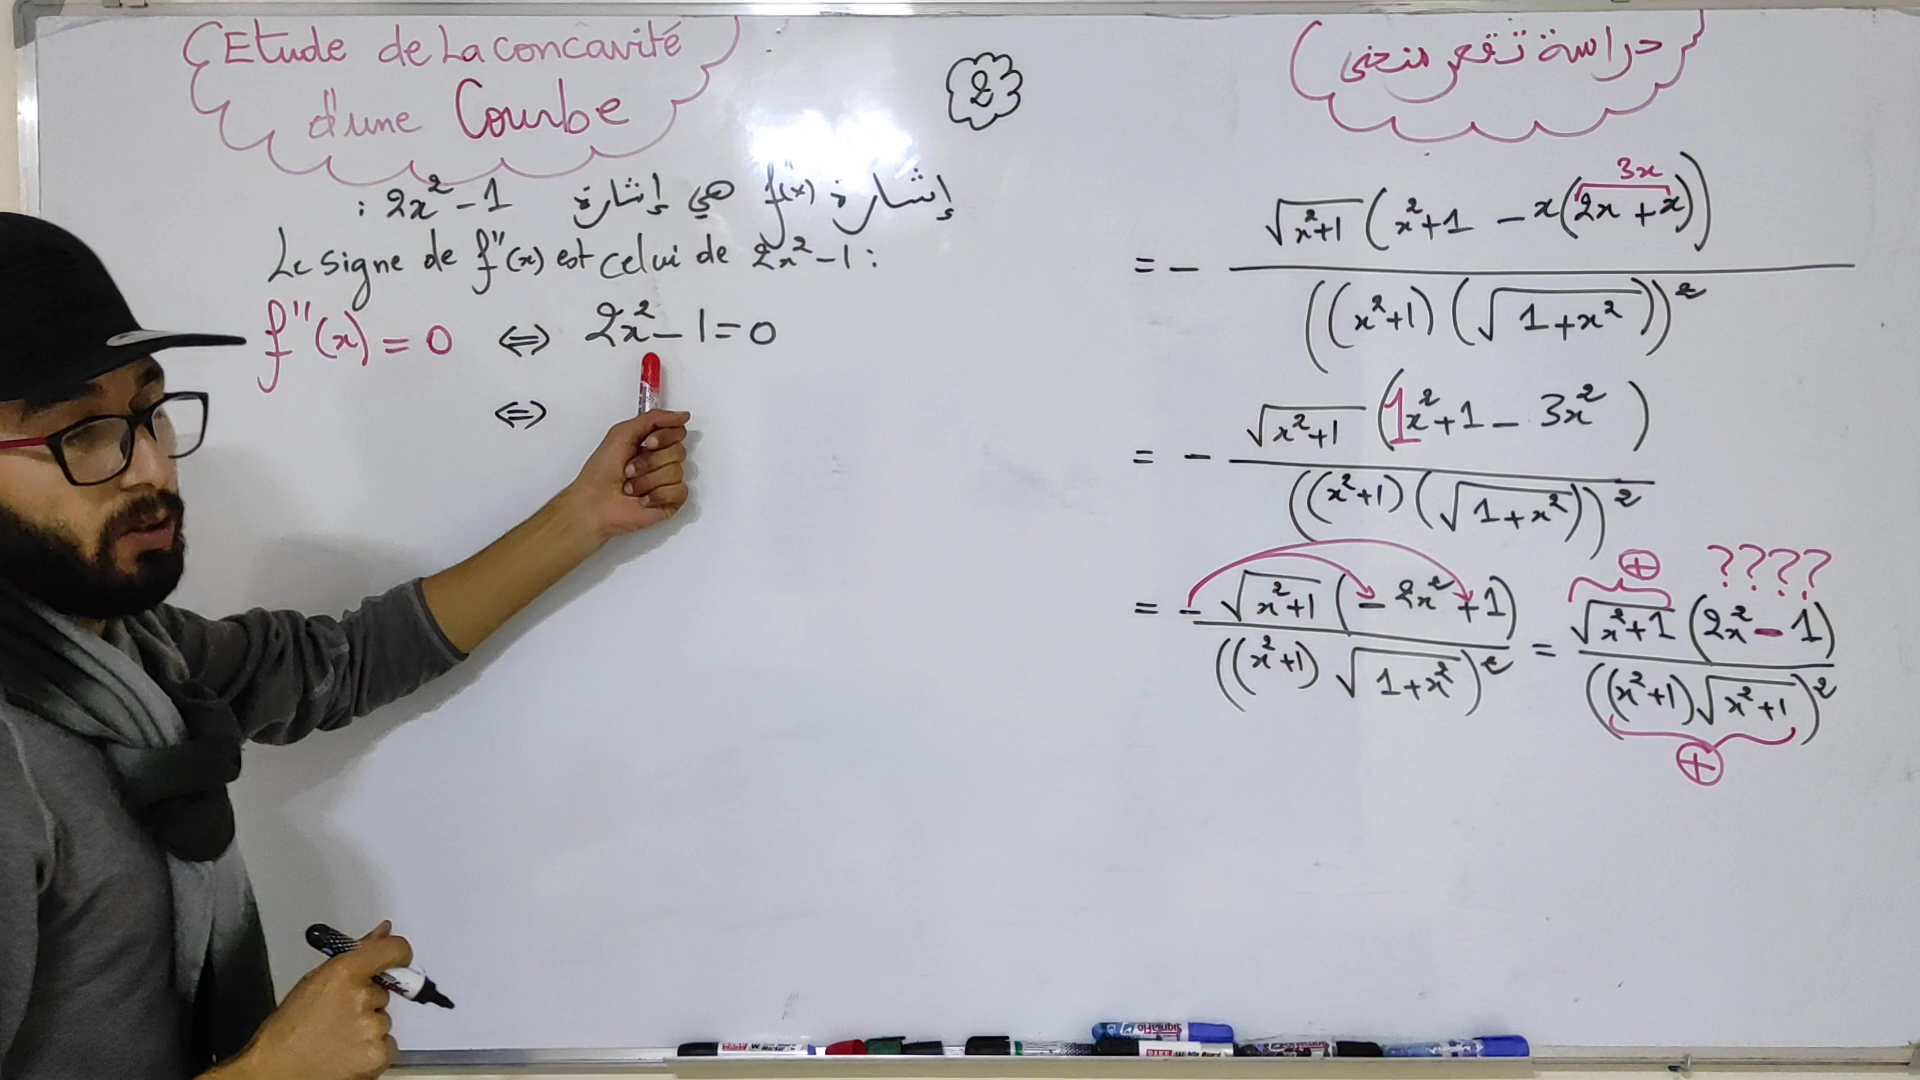 Etude de La concavité
d'une Courbe
2
دراسة تقعر منحنى
إشارة f"(x) هي إشارة 2x² - 1 :
Le signe de f"(x) est celui de 2x² - 1 :
f"(x) = 0 ⇔ 2x² - 1 = 0
⇔
3x
= - √(x²+1) (x²+1 - x(2x + x)) / ((x²+1)(√(1+x²)))²
= - √(x²+1) (1x²+1 - 3x²) / ((x²+1)(√(1+x²)))²
⊕ ????
= - √(x²+1) (- 2x² + 1) / ((x²+1) √(1+x²))² = √(x²+1) (2x² - 1) / ((x²+1)√(x²+1))²
⊕